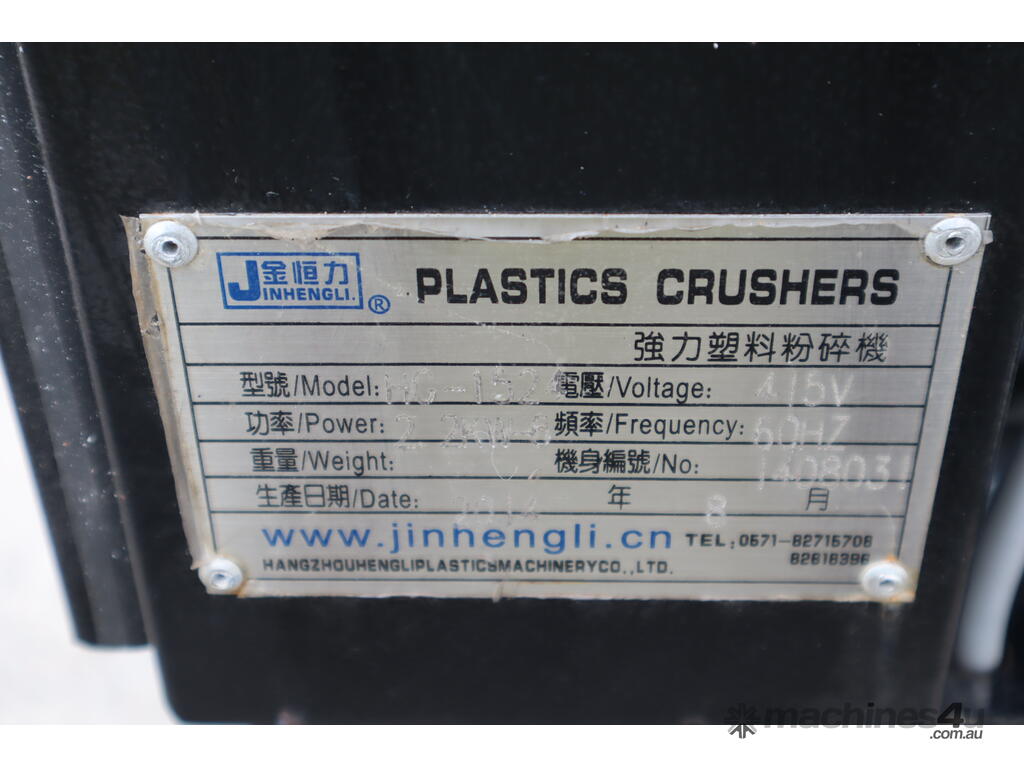 金恒力
JINHENGLI. ® PLASTICS CRUSHERS
強力塑料粉碎機
型號/Model: 電壓/Voltage: 415V
功率/Power: 頻率/Frequency:
重量/Weight: 機身編號/No: 1408031
生產日期/Date: 2014 年 8 月
www.jinhengli.cn TEL:0571-82715708
82818386
HANGZHOUHENGLIPLASTICSMACHINERYCO.,LTD.
machines4u
.com.au